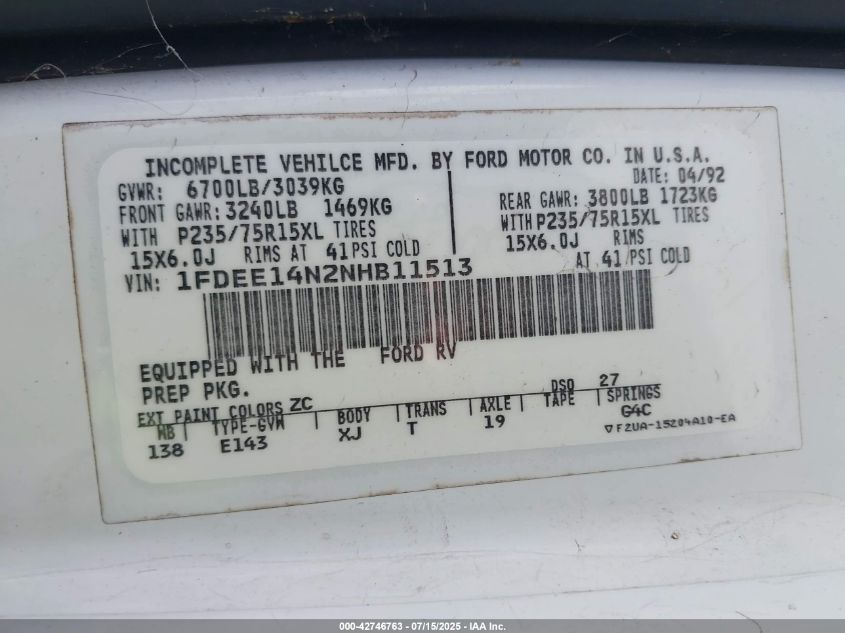 INCOMPLETE VEHILCE MFD. BY FORD MOTOR CO. IN U.S.A.
GVWR: 6700LB/3039KG
DATE: 04/92
FRONT GAWR: 3240LB 1469KG
WITH P235/75R15XL TIRES
15X6.0J RIMS AT 41 PSI COLD
REAR GAWR: 3800LB 1723KG
WITH P235/75R15XL TIRES
15X6.0J RIMS
AT 41 PSI COLD
VIN: 1FDEE14N2NHB11513
EQUIPPED WITH THE FORD RV
PREP PKG.
EXT PAINT COLORS ZC DSO 27
WB | TYPE-GVW | BODY | TRANS | AXLE | TAPE | SPRINGS
138 E143 XJ T 19 G4C
▽ F2UA-15204A10-EA
000-42746763 - 07/15/2025 - IAA Inc.